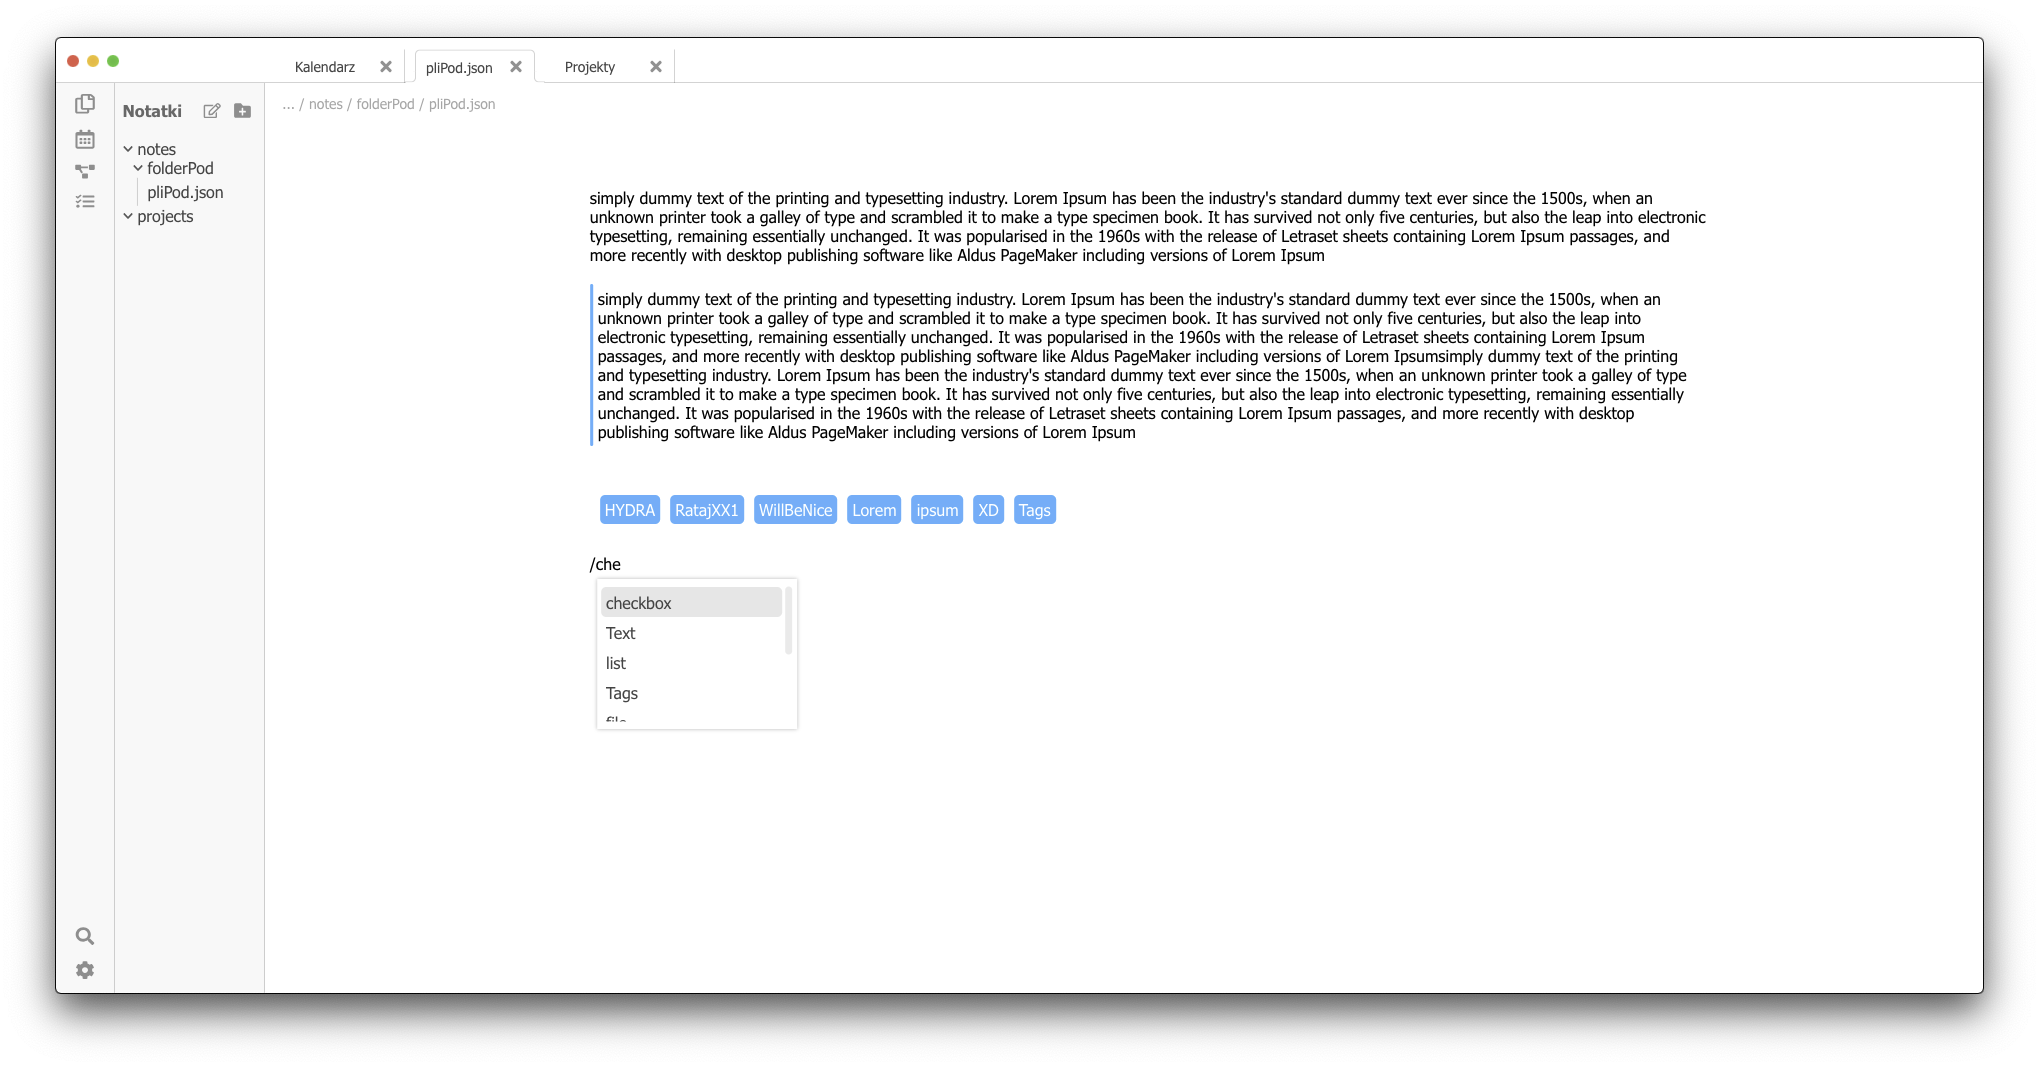 Kalendarz
pliPod.json
Projekty
Notatki
... / notes / folderPod / pliPod.json
notes
folderPod
pliPod.json
projects
simply dummy text of the printing and typesetting industry. Lorem Ipsum has been the industry's standard dummy text ever since the 1500s, when an
unknown printer took a galley of type and scrambled it to make a type specimen book. It has survived not only five centuries, but also the leap into electronic
typesetting, remaining essentially unchanged. It was popularised in the 1960s with the release of Letraset sheets containing Lorem Ipsum passages, and
more recently with desktop publishing software like Aldus PageMaker including versions of Lorem Ipsum
simply dummy text of the printing and typesetting industry. Lorem Ipsum has been the industry's standard dummy text ever since the 1500s, when an
unknown printer took a galley of type and scrambled it to make a type specimen book. It has survived not only five centuries, but also the leap into
electronic typesetting, remaining essentially unchanged. It was popularised in the 1960s with the release of Letraset sheets containing Lorem Ipsum
passages, and more recently with desktop publishing software like Aldus PageMaker including versions of Lorem Ipsumsimply dummy text of the printing
and typesetting industry. Lorem Ipsum has been the industry's standard dummy text ever since the 1500s, when an unknown printer took a galley of type
and scrambled it to make a type specimen book. It has survived not only five centuries, but also the leap into electronic typesetting, remaining essentially
unchanged. It was popularised in the 1960s with the release of Letraset sheets containing Lorem Ipsum passages, and more recently with desktop
publishing software like Aldus PageMaker including versions of Lorem Ipsum
HYDRA RatajXX1 WillBeNice Lorem ipsum XD Tags
/che
checkbox
Text
list
Tags
file